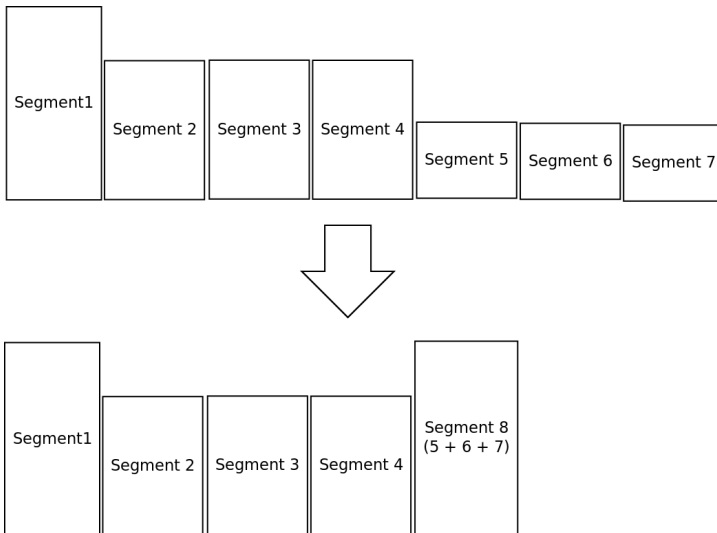 Segment1
Segment 2
Segment 3
Segment 4
Segment 5
Segment 6
Segment 7
Segment1
Segment 2
Segment 3
Segment 4
Segment 8
(5 + 6 + 7)